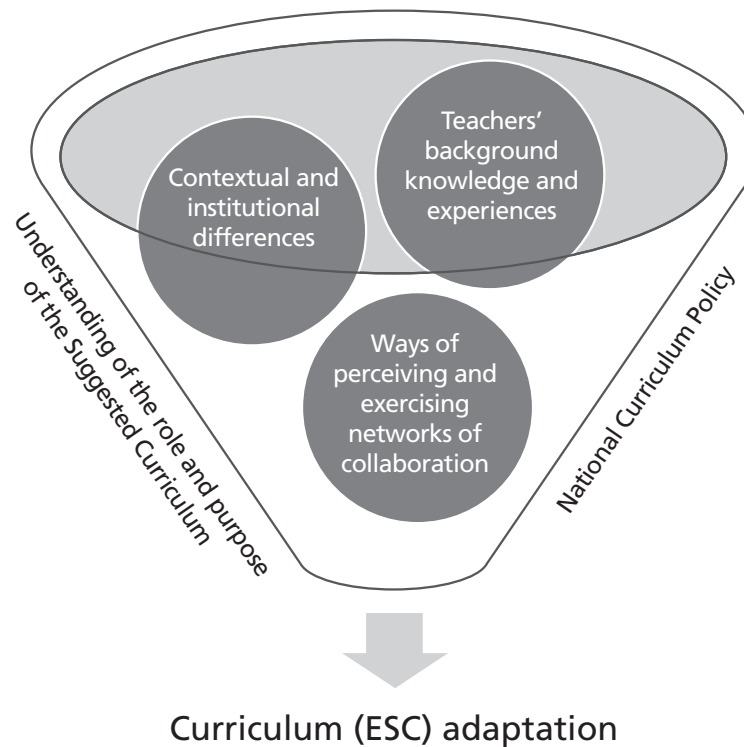 Teachers’
background
knowledge and
experiences
Contextual and
institutional
differences
Ways of
perceiving and
exercising
networks of
collaboration
Understanding of the role and purpose
of the Suggested Curriculum
National Curriculum Policy
Curriculum (ESC) adaptation